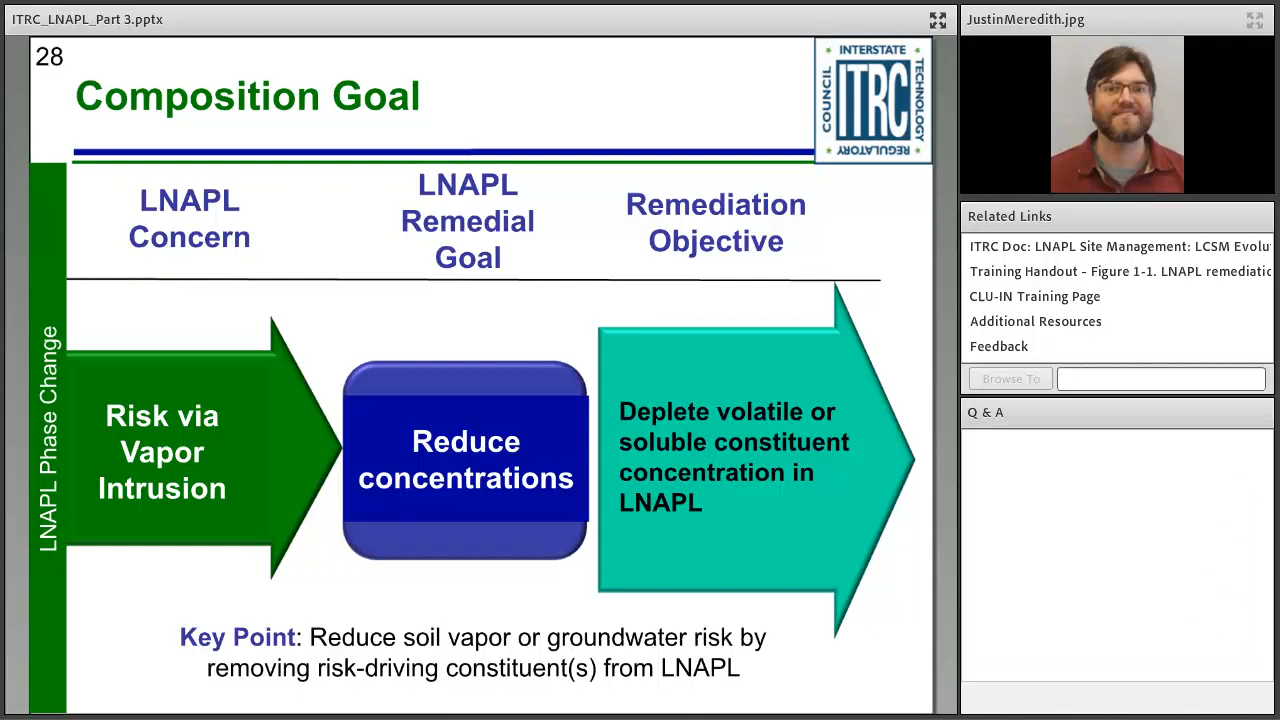 ITRC_LNAPL_Part 3.pptx
28
Composition Goal
INTERSTATE
COUNCIL
ITRC
TECHNOLOGY
REGULATORY
LNAPL
Concern
LNAPL
Remedial
Goal
Remediation
Objective
LNAPL Phase Change
Risk via
Vapor
Intrusion
Reduce
concentrations
Deplete volatile or
soluble constituent
concentration in
LNAPL
Key Point: Reduce soil vapor or groundwater risk by
removing risk-driving constituent(s) from LNAPL
JustinMeredith.jpg
Related Links
ITRC Doc: LNAPL Site Management: LCSM Evolu
Training Handout - Figure 1-1. LNAPL remediatic
CLU-IN Training Page
Additional Resources
Feedback
Browse To
Q & A